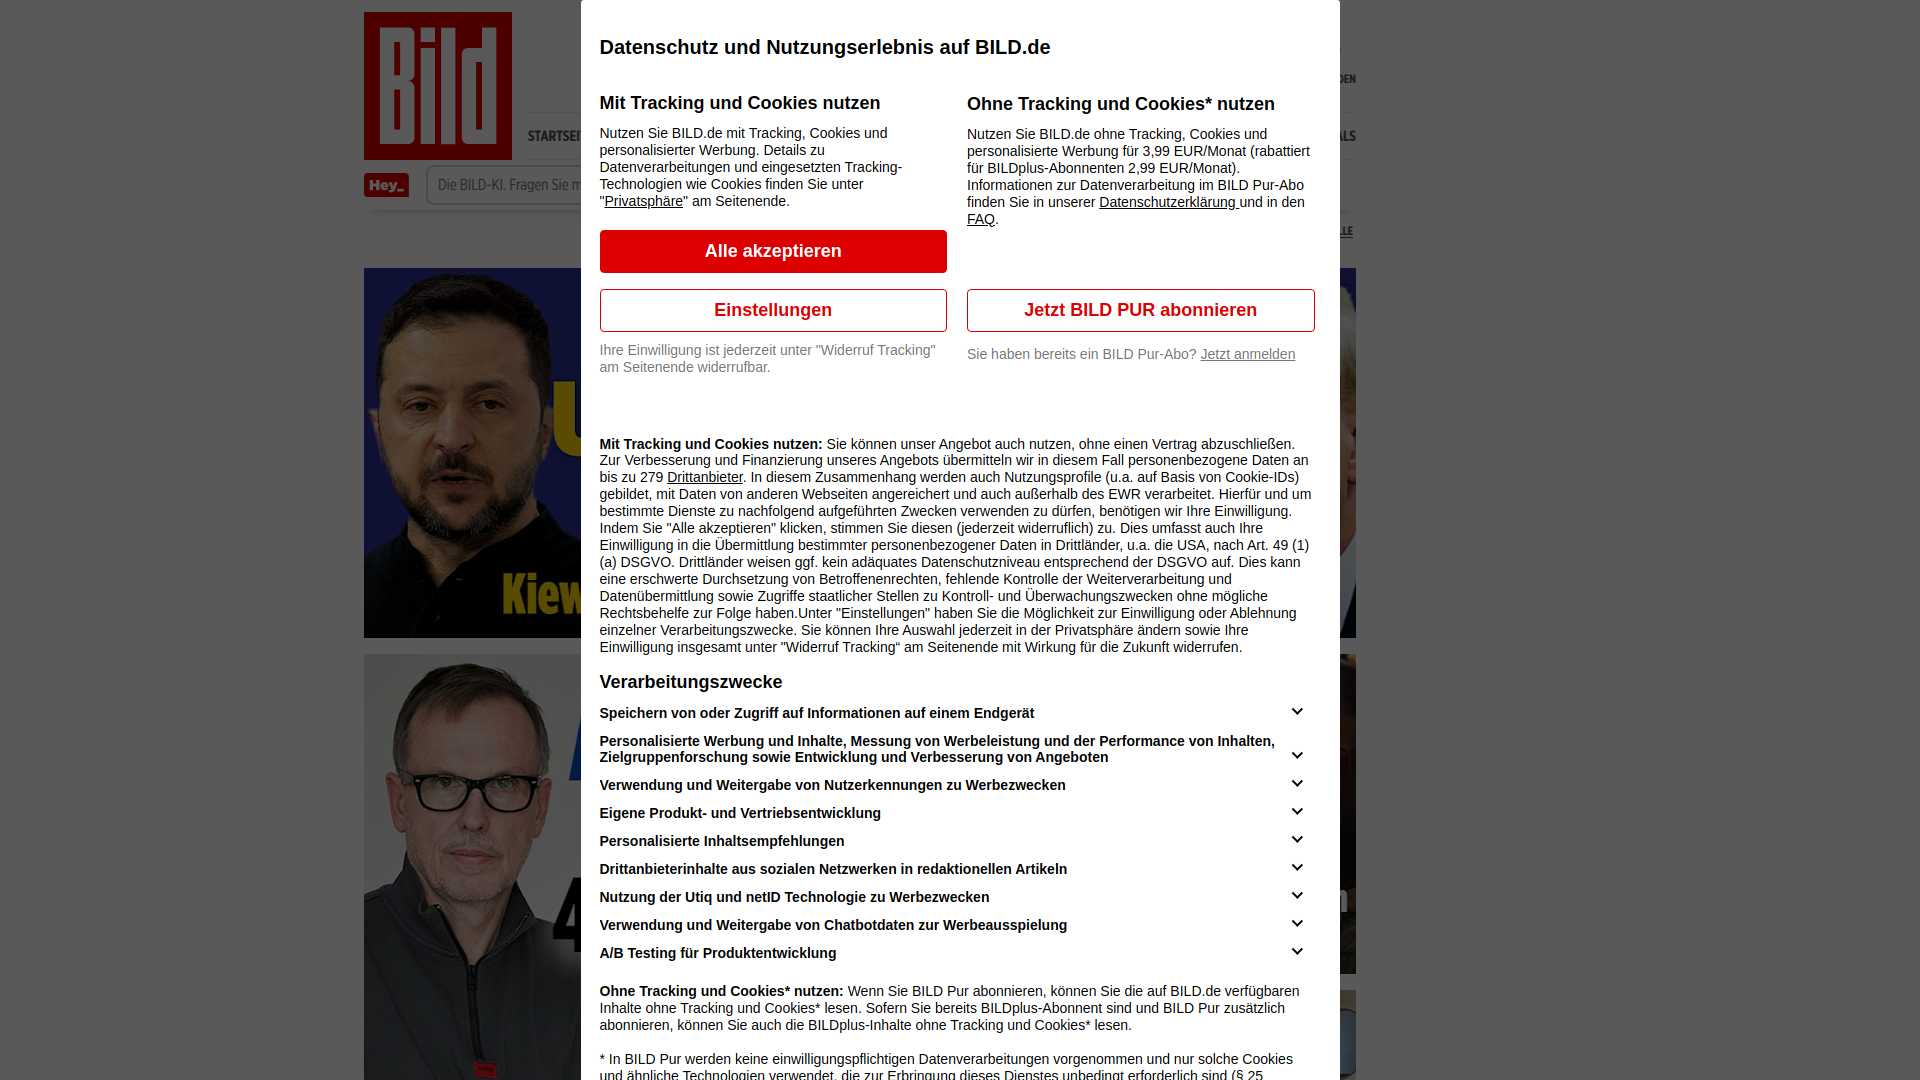 Bild
Datenschutz und Nutzungserlebnis auf BILD.de
Mit Tracking und Cookies nutzen
Nutzen Sie BILD.de mit Tracking, Cookies und
personalisierter Werbung. Details zu
Datenverarbeitungen und eingesetzten Tracking-
Technologien wie Cookies finden Sie unter
"Privatsphäre" am Seitenende.
Alle akzeptieren
Einstellungen
Ihre Einwilligung ist jederzeit unter "Widerruf Tracking"
am Seitenende widerrufbar.
Ohne Tracking und Cookies* nutzen
Nutzen Sie BILD.de ohne Tracking, Cookies und
personalisierte Werbung für 3,99 EUR/Monat (rabattiert
für BILDplus-Abonnenten 2,99 EUR/Monat).
Informationen zur Datenverarbeitung im BILD Pur-Abo
finden Sie in unserer Datenschutzerklärung und in den
FAQ.
Jetzt BILD PUR abonnieren
Sie haben bereits ein BILD Pur-Abo? Jetzt anmelden
STARTSEI
Hey_
Die BILD-KI. Fragen Sie m
Kiew
Mit Tracking und Cookies nutzen: Sie können unser Angebot auch nutzen, ohne einen Vertrag abzuschließen.
Zur Verbesserung und Finanzierung unseres Angebots übermitteln wir in diesem Fall personenbezogene Daten an
bis zu 279 Drittanbieter. In diesem Zusammenhang werden auch Nutzungsprofile (u.a. auf Basis von Cookie-IDs)
gebildet, mit Daten von anderen Webseiten angereichert und auch außerhalb des EWR verarbeitet. Hierfür und um
bestimmte Dienste zu nachfolgend aufgeführten Zwecken verwenden zu dürfen, benötigen wir Ihre Einwilligung.
Indem Sie "Alle akzeptieren" klicken, stimmen Sie diesen (jederzeit widerruflich) zu. Dies umfasst auch Ihre
Einwilligung in die Übermittlung bestimmter personenbezogener Daten in Drittländer, u.a. die USA, nach Art. 49 (1)
(a) DSGVO. Drittländer weisen ggf. kein adäquates Datenschutzniveau entsprechend der DSGVO auf. Dies kann
eine erschwerte Durchsetzung von Betroffenenrechten, fehlende Kontrolle der Weiterverarbeitung und
Datenübermittlung sowie Zugriffe staatlicher Stellen zu Kontroll- und Überwachungszwecken ohne mögliche
Rechtsbehelfe zur Folge haben.Unter "Einstellungen" haben Sie die Möglichkeit zur Einwilligung oder Ablehnung
einzelner Verarbeitungszwecke. Sie können Ihre Auswahl jederzeit in der Privatsphäre ändern sowie Ihre
Einwilligung insgesamt unter "Widerruf Tracking“ am Seitenende mit Wirkung für die Zukunft widerrufen.
Verarbeitungszwecke
Speichern von oder Zugriff auf Informationen auf einem Endgerät
Personalisierte Werbung und Inhalte, Messung von Werbeleistung und der Performance von Inhalten,
Zielgruppenforschung sowie Entwicklung und Verbesserung von Angeboten
Verwendung und Weitergabe von Nutzerkennungen zu Werbezwecken
Eigene Produkt- und Vertriebsentwicklung
Personalisierte Inhaltsempfehlungen
Drittanbieterinhalte aus sozialen Netzwerken in redaktionellen Artikeln
Nutzung der Utiq und netID Technologie zu Werbezwecken
Verwendung und Weitergabe von Chatbotdaten zur Werbeausspielung
A/B Testing für Produktentwicklung
Ohne Tracking und Cookies* nutzen: Wenn Sie BILD Pur abonnieren, können Sie die auf BILD.de verfügbaren
Inhalte ohne Tracking und Cookies* lesen. Sofern Sie bereits BILDplus-Abonnent sind und BILD Pur zusätzlich
abonnieren, können Sie auch die BILDplus-Inhalte ohne Tracking und Cookies* lesen.
* In BILD Pur werden keine einwilligungspflichtigen Datenverarbeitungen vorgenommen und nur solche Cookies
und ähnliche Technologien verwendet, die zur Erbringung dieses Dienstes unbedingt erforderlich sind (§ 25